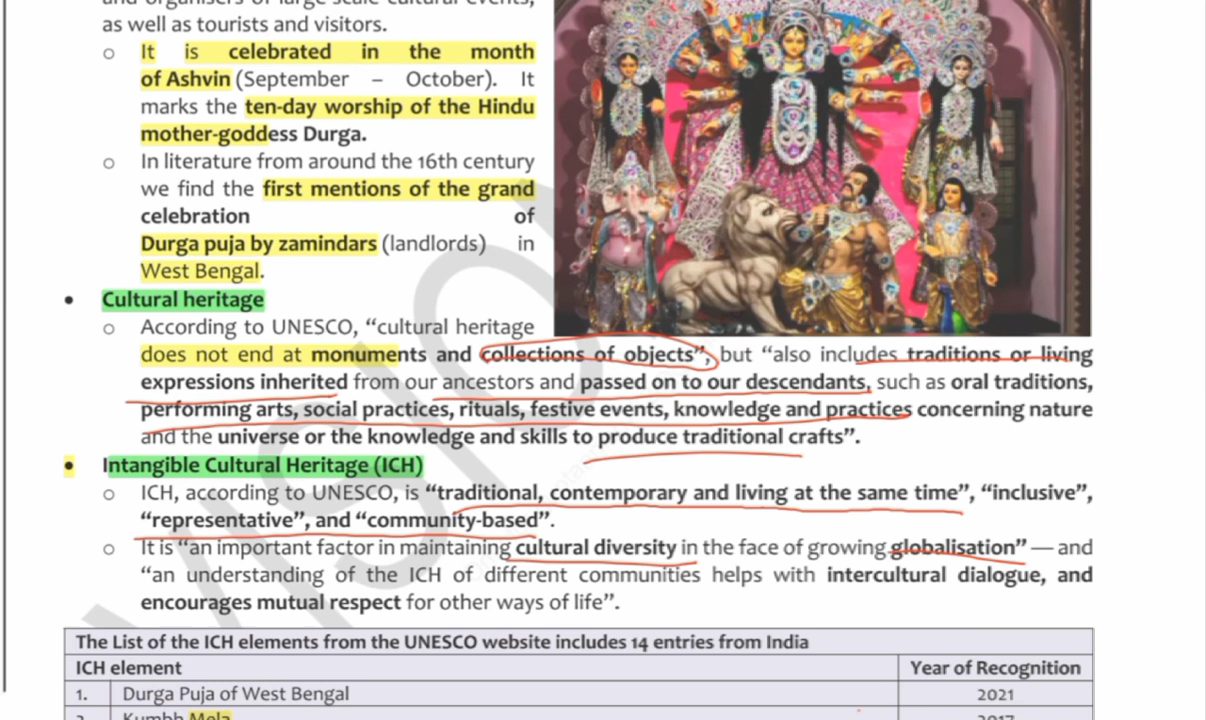 and organisers of large scale cultural events,
as well as tourists and visitors.
o It is celebrated in the month
of Ashvin (September – October). It
marks the ten-day worship of the Hindu
mother-goddess Durga.
o In literature from around the 16th century
we find the first mentions of the grand
celebration of
Durga puja by zamindars (landlords) in
West Bengal.
• Cultural heritage
o According to UNESCO, “cultural heritage
does not end at monuments and collections of objects”, but “also includes traditions or living
expressions inherited from our ancestors and passed on to our descendants, such as oral traditions,
performing arts, social practices, rituals, festive events, knowledge and practices concerning nature
and the universe or the knowledge and skills to produce traditional crafts”.
• Intangible Cultural Heritage (ICH)
o ICH, according to UNESCO, is “traditional, contemporary and living at the same time”, “inclusive”,
“representative”, and “community-based”.
o It is “an important factor in maintaining cultural diversity in the face of growing globalisation” — and
“an understanding of the ICH of different communities helps with intercultural dialogue, and
encourages mutual respect for other ways of life”.
The List of the ICH elements from the UNESCO website includes 14 entries from India
ICH element Year of Recognition
1. Durga Puja of West Bengal 2021
2. Kumbh Mela 2017